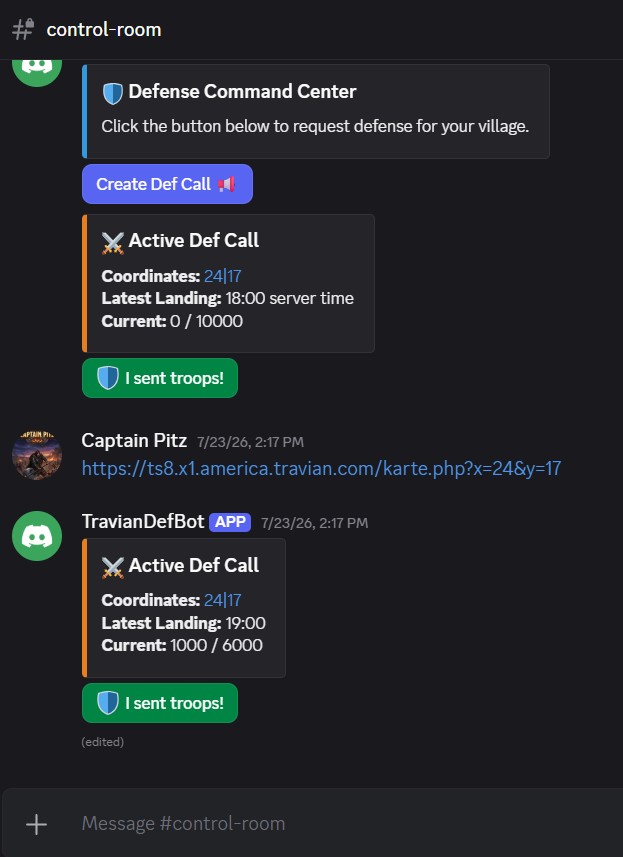 control-room
Defense Command Center
Click the button below to request defense for your village.
Create Def Call
Active Def Call
Coordinates: 24|17
Latest Landing: 18:00 server time
Current: 0 / 10000
I sent troops!
Captain Pitz 7/23/26, 2:17 PM
https://ts8.x1.america.travian.com/karte.php?x=24&y=17
TravianDefBot APP 7/23/26, 2:17 PM
Active Def Call
Coordinates: 24|17
Latest Landing: 19:00
Current: 1000 / 6000
I sent troops!
(edited)
Message #control-room